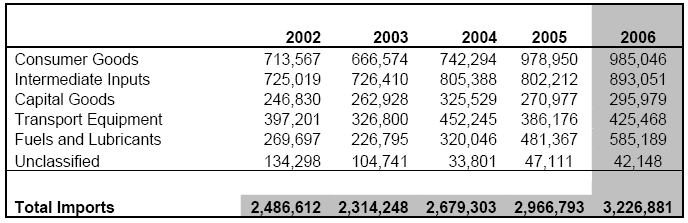 2002 2003 2004 2005 2006
Consumer Goods 713,567 666,574 742,294 978,950 985,046
Intermediate Inputs 725,019 726,410 805,388 802,212 893,051
Capital Goods 246,830 262,928 325,529 270,977 295,979
Transport Equipment 397,201 326,800 452,245 386,176 425,468
Fuels and Lubricants 269,697 226,795 320,046 481,367 585,189
Unclassified 134,298 104,741 33,801 47,111 42,148
Total Imports 2,486,612 2,314,248 2,679,303 2,966,793 3,226,881